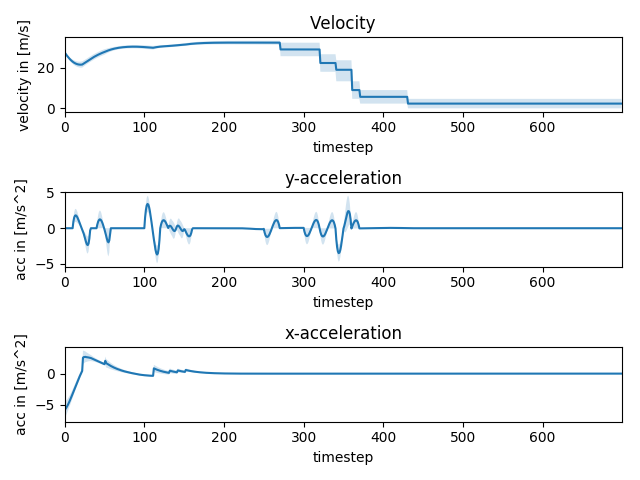 Velocity
velocity in [m/s]
20
0
0 100 200 300 400 500 600
timestep
y-acceleration
acc in [m/s^2]
5
0
−5
0 100 200 300 400 500 600
timestep
x-acceleration
acc in [m/s^2]
0
−5
0 100 200 300 400 500 600
timestep